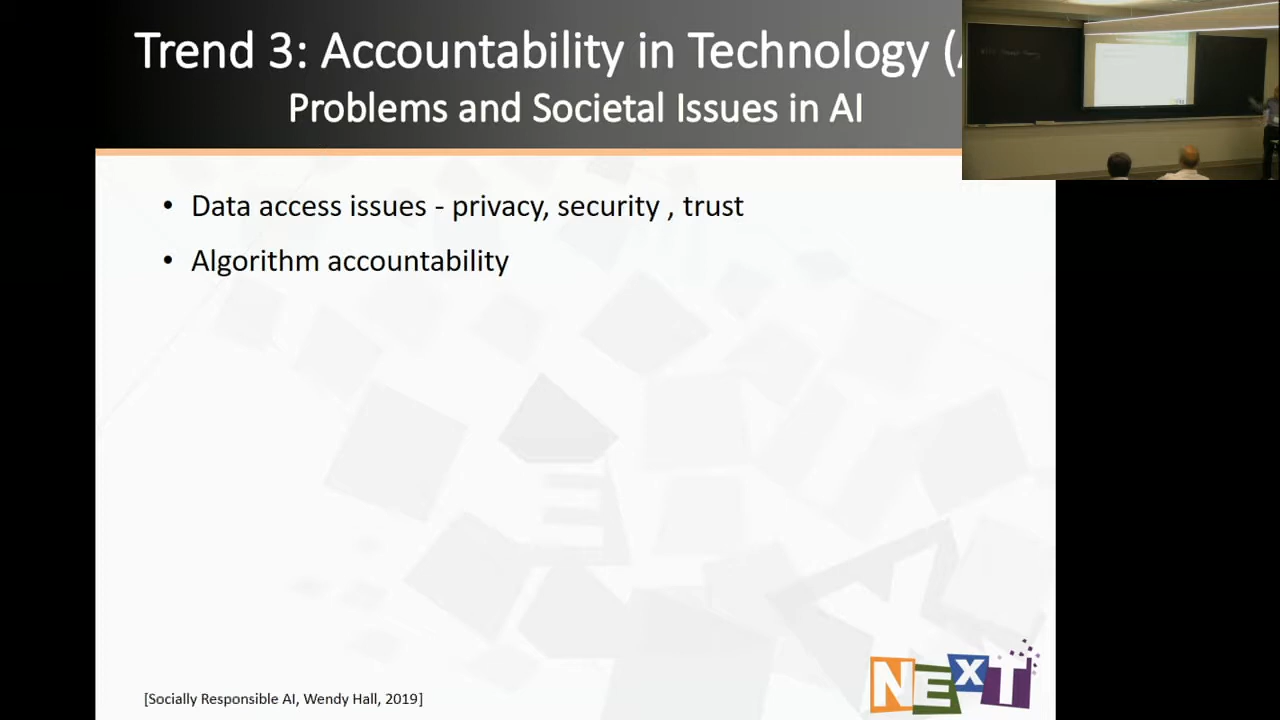 Trend 3: Accountability in Technology (
Problems and Societal Issues in AI
• Data access issues - privacy, security , trust
• Algorithm accountability
[Socially Responsible AI, Wendy Hall, 2019]
NEXT